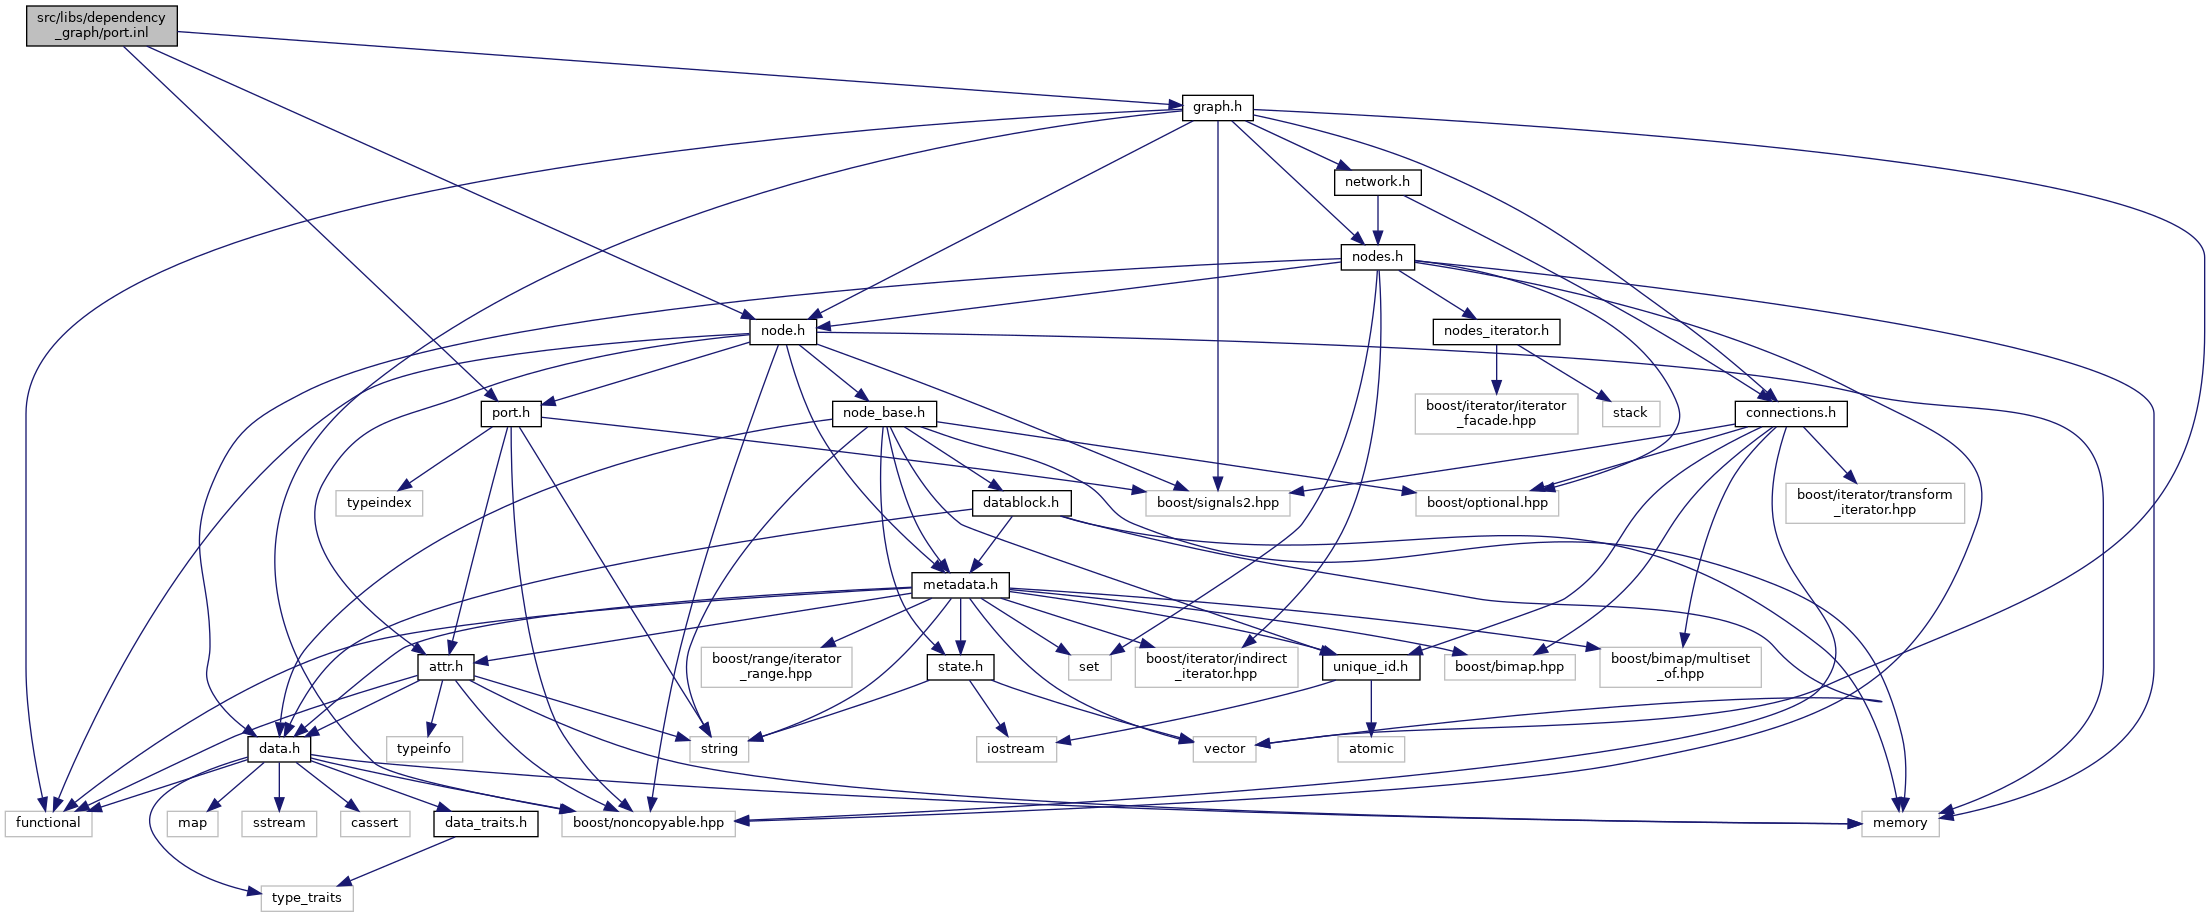 src/libs/dependency
_graph/port.inl
graph.h
network.h
nodes.h
node.h
nodes_iterator.h
port.h
node_base.h
boost/iterator/iterator
_facade.hpp
stack
connections.h
typeindex
datablock.h
boost/signals2.hpp
boost/optional.hpp
boost/iterator/transform
_iterator.hpp
metadata.h
attr.h
boost/range/iterator
_range.hpp
state.h
set
boost/iterator/indirect
_iterator.hpp
unique_id.h
boost/bimap.hpp
boost/bimap/multiset
_of.hpp
data.h
typeinfo
string
iostream
vector
atomic
functional
map
sstream
cassert
data_traits.h
boost/noncopyable.hpp
memory
type_traits